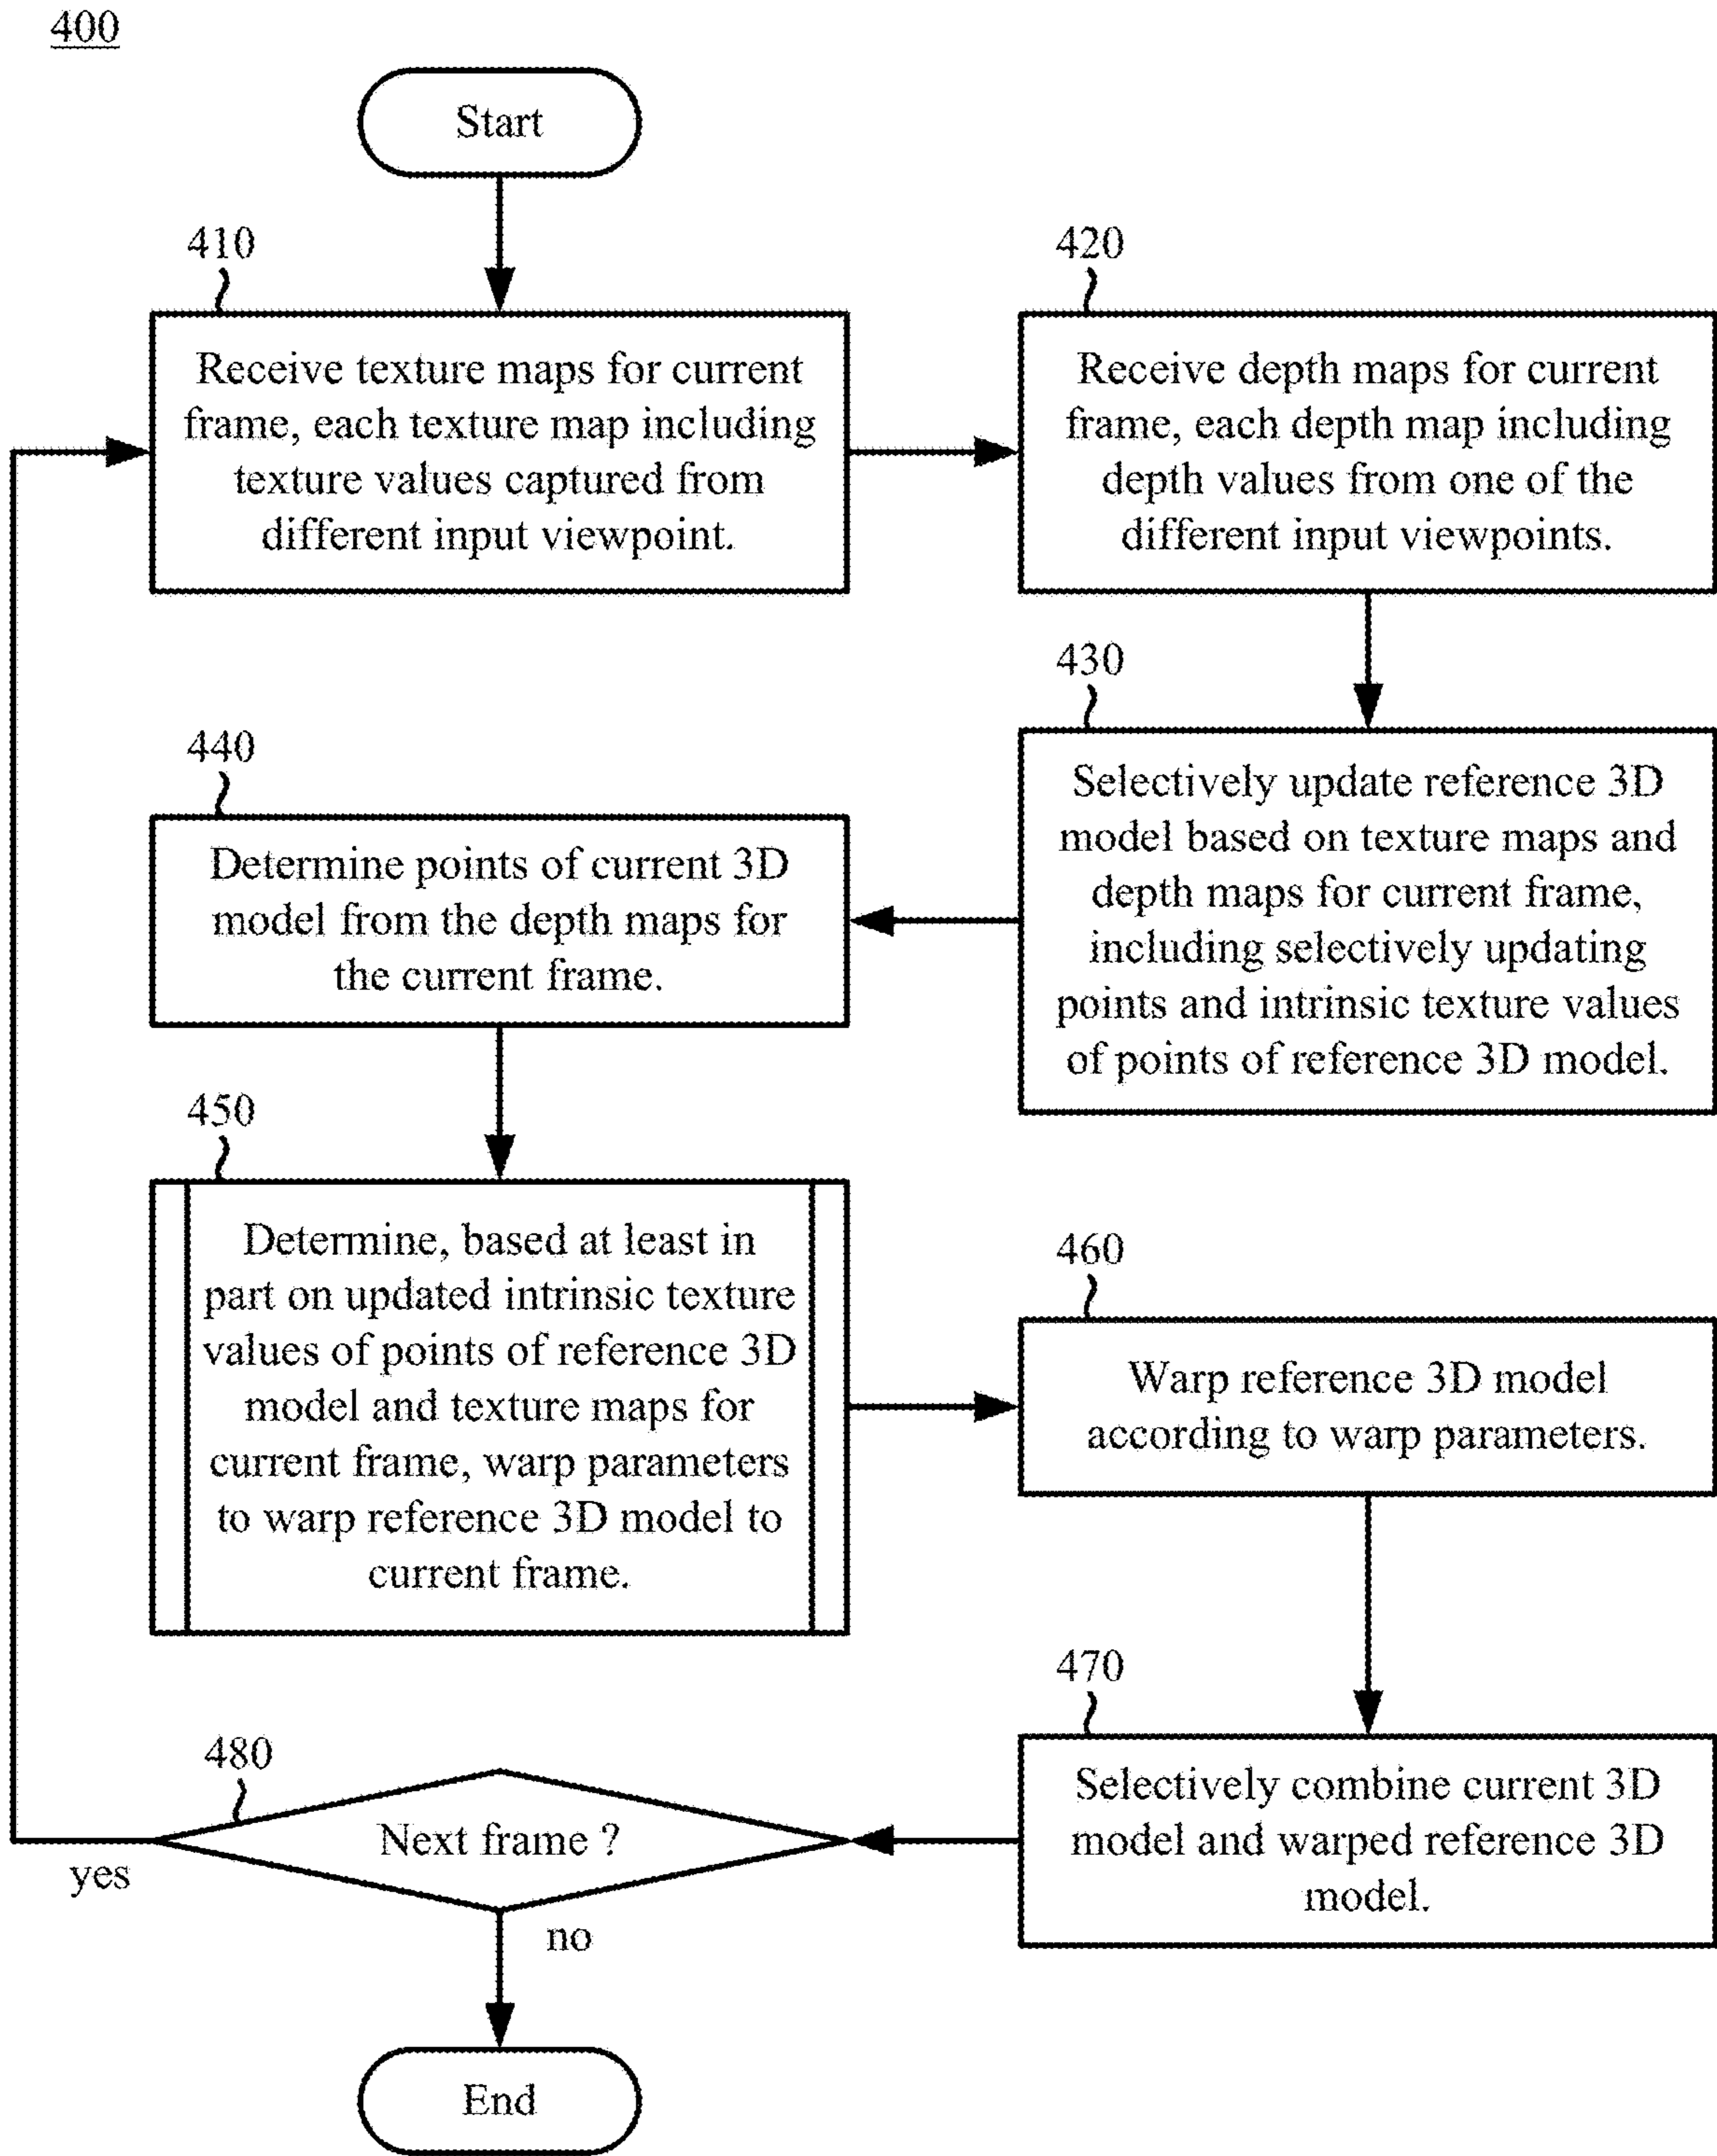 400
Start
410
Receive texture maps for current
frame, each texture map including
texture values captured from
different input viewpoint.
420
Receive depth maps for current
frame, each depth map including
depth values from one of the
different input viewpoints.
430
Selectively update reference 3D
model based on texture maps and
depth maps for current frame,
including selectively updating
points and intrinsic texture values
of points of reference 3D model.
440
Determine points of current 3D
model from the depth maps for
the current frame.
450
Determine, based at least in
part on updated intrinsic texture
values of points of reference 3D
model and texture maps for
current frame, warp parameters
to warp reference 3D model to
current frame.
460
Warp reference 3D model
according to warp parameters.
470
Selectively combine current 3D
model and warped reference 3D
model.
480
Next frame ?
yes
no
End